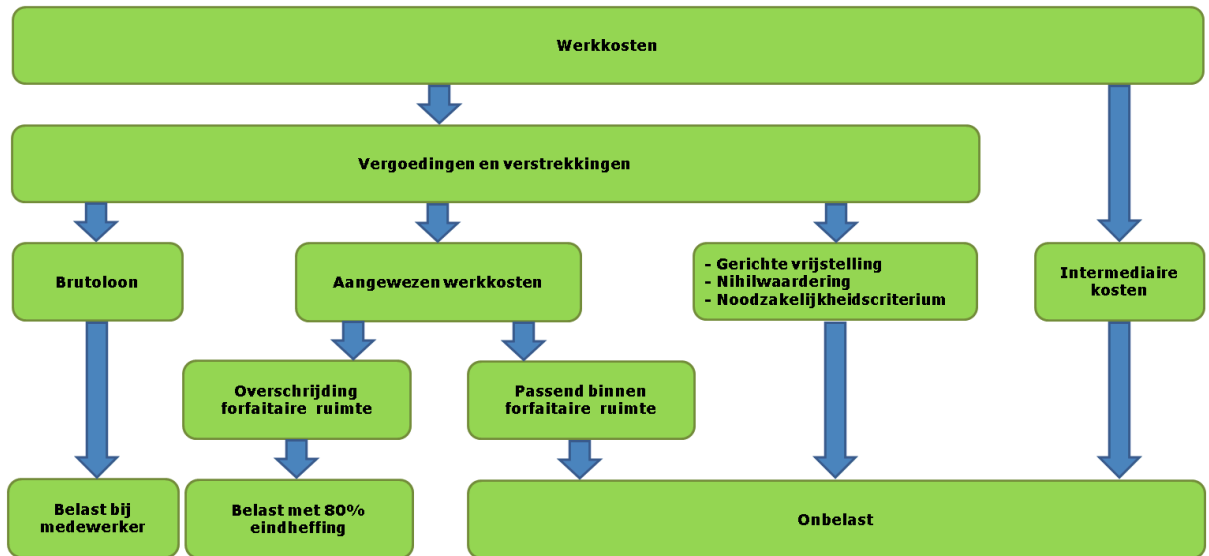 Werkkosten
Vergoedingen en verstrekkingen
Brutoloon
Aangewezen werkkosten
- Gerichte vrijstelling
- Nihilwaardering
- Noodzakelijkheidscriterium
Intermediaire
kosten
Overschrijding
forfaitaire ruimte
Passend binnen
forfaitaire ruimte
Belast bij
medewerker
Belast met 80%
eindheffing
Onbelast